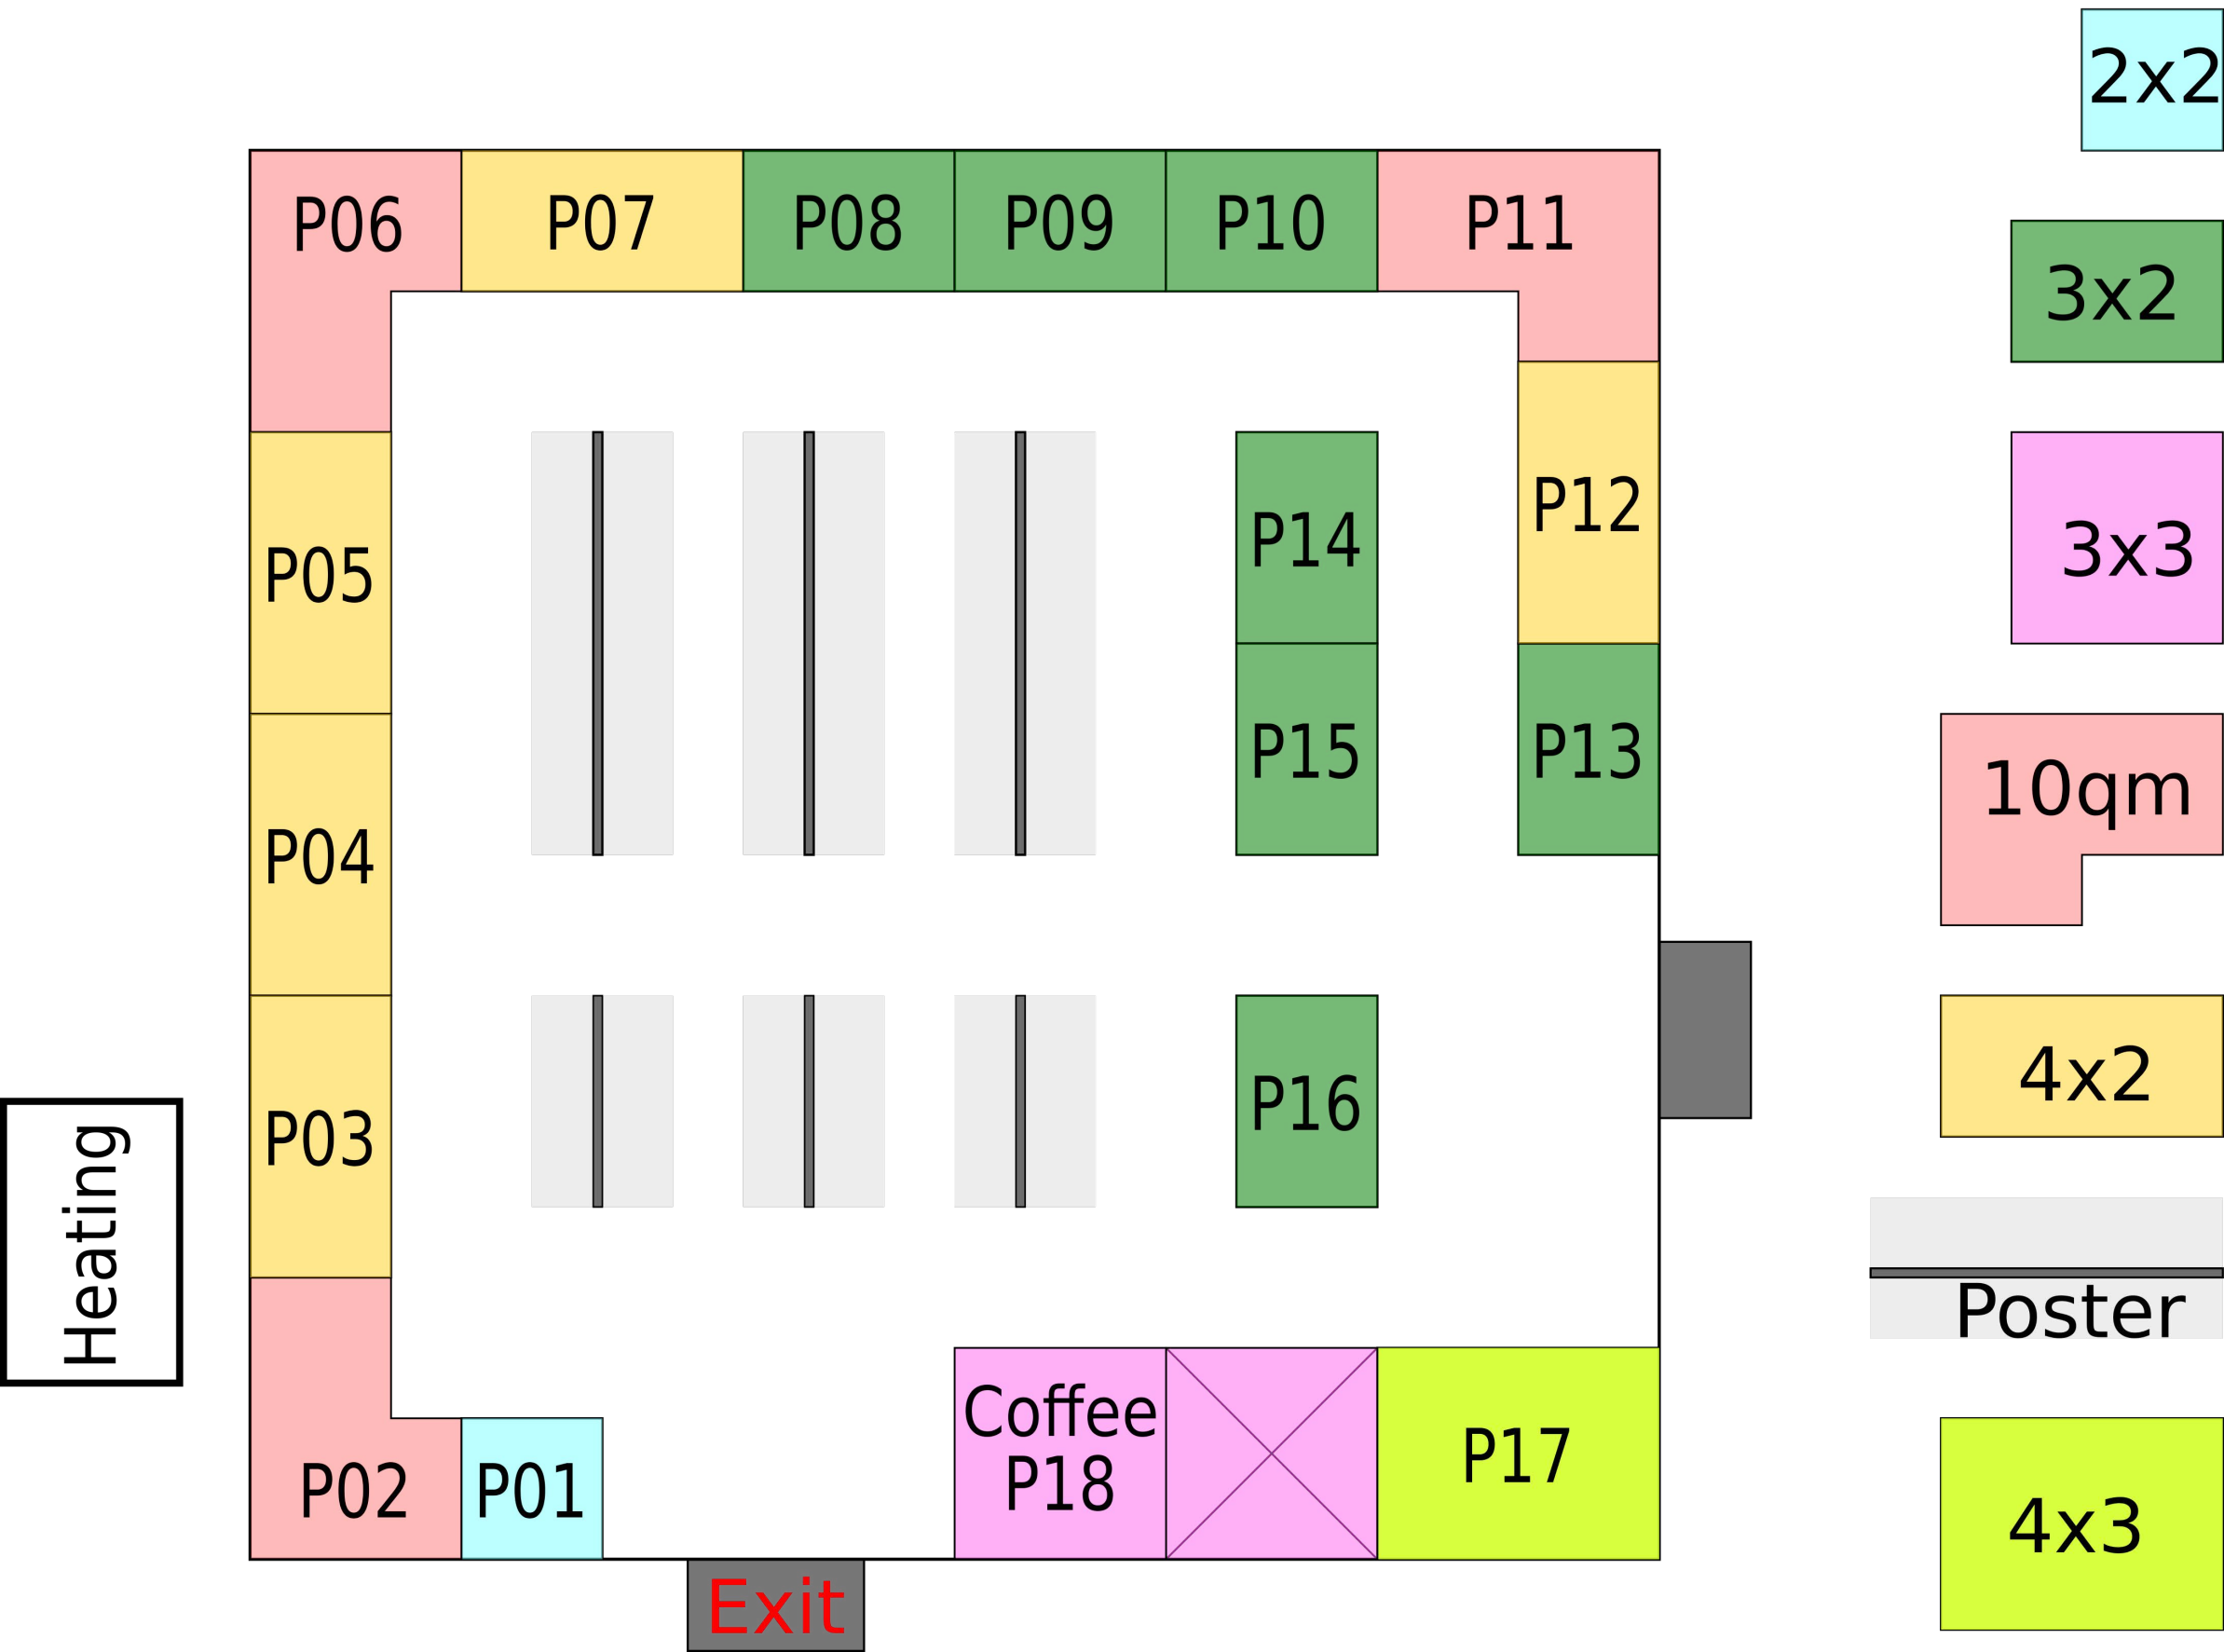 2x2
P06
P07
P08
P09
P10
P11
3x2
P12
P14
P05
3x3
P15
P13
10qm
P04
P16
P03
4x2
Heating
Poster
Coffee
P18
P17
P02
P01
4x3
Exit